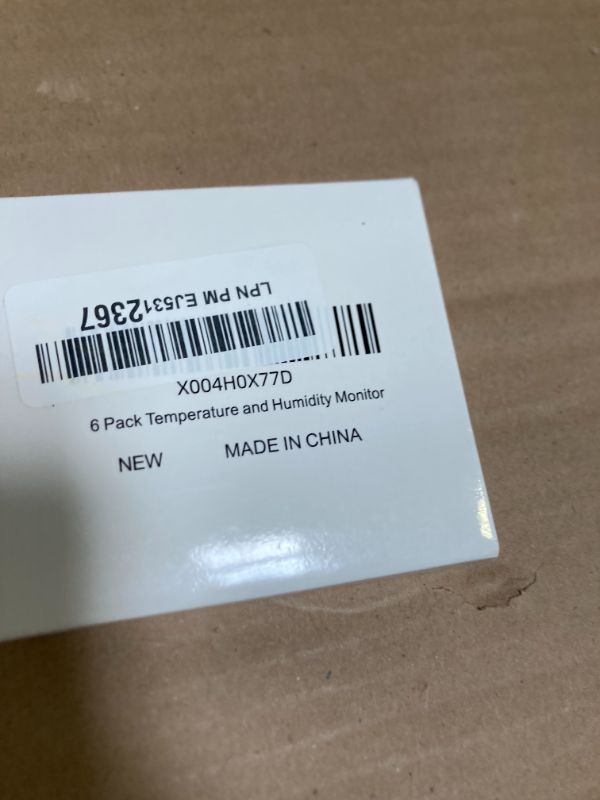 LPN PM EJ5312367
X004H0X77D
6 Pack Temperature and Humidity Monitor
NEW MADE IN CHINA